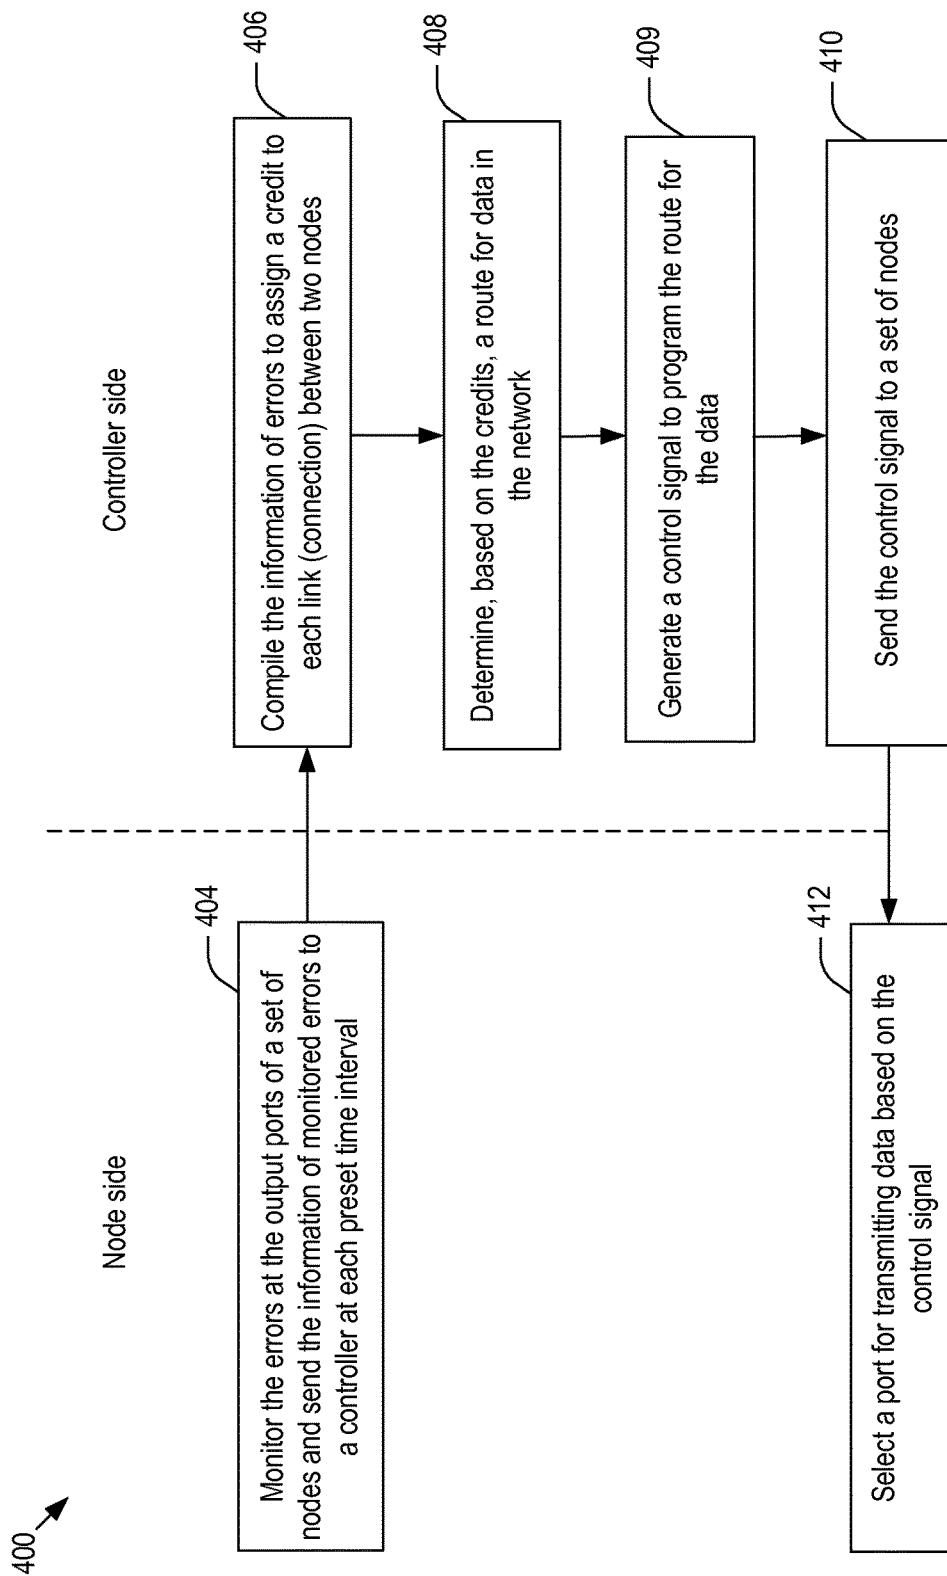 400
Node side
Controller side
404
Monitor the errors at the output ports of a set of
nodes and send the information of monitored errors to
a controller at each preset time interval
406
Compile the information of errors to assign a credit to
each link (connection) between two nodes
408
Determine, based on the credits, a route for data in
the network
409
Generate a control signal to program the route for
the data
410
Send the control signal to a set of nodes
412
Select a port for transmitting data based on the
control signal